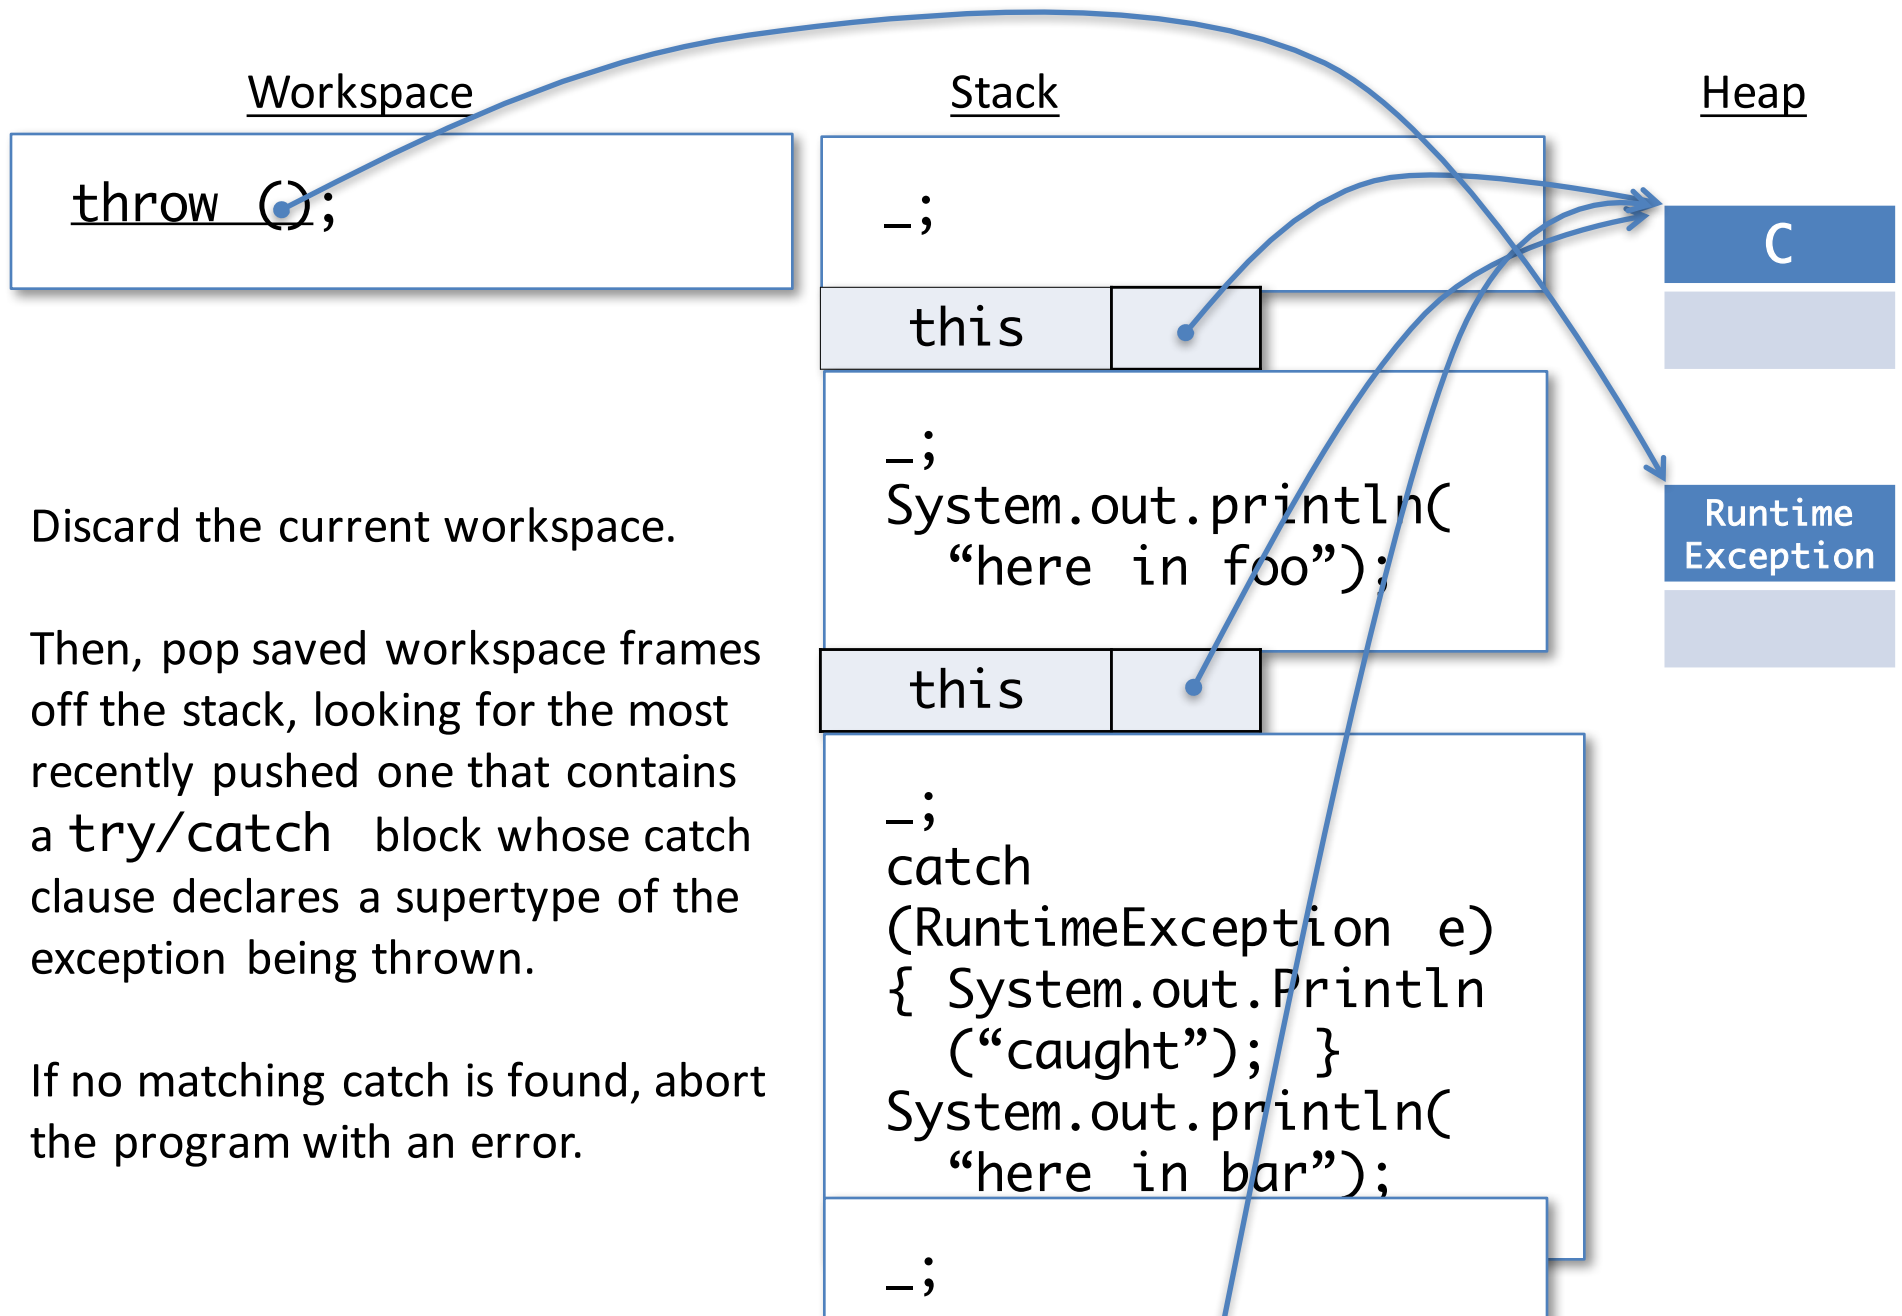 Workspace
Stack
Heap
throw ();
_;
this
_;
System.out.println(
“here in foo”);
this
_;
catch
(RuntimeException e)
{ System.out.Println
(“caught”); }
System.out.println(
“here in bar”);
_;
C
Runtime
Exception
Discard the current workspace.
Then, pop saved workspace frames
off the stack, looking for the most
recently pushed one that contains
a try/catch block whose catch
clause declares a supertype of the
exception being thrown.
If no matching catch is found, abort
the program with an error.